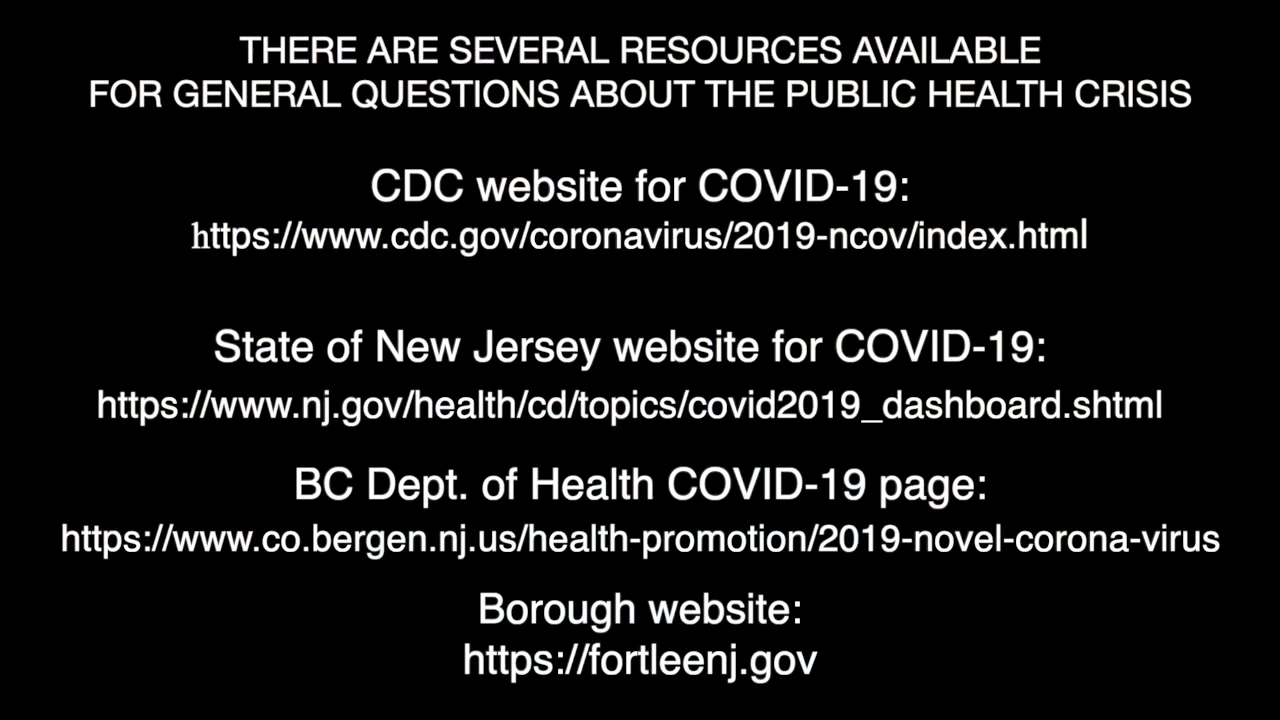 THERE ARE SEVERAL RESOURCES AVAILABLE
FOR GENERAL QUESTIONS ABOUT THE PUBLIC HEALTH CRISIS
CDC website for COVID-19:
https://www.cdc.gov/coronavirus/2019-ncov/index.html
State of New Jersey website for COVID-19:
https://www.nj.gov/health/cd/topics/covid2019_dashboard.shtml
BC Dept. of Health COVID-19 page:
https://www.co.bergen.nj.us/health-promotion/2019-novel-corona-virus
Borough website:
https://fortleenj.gov